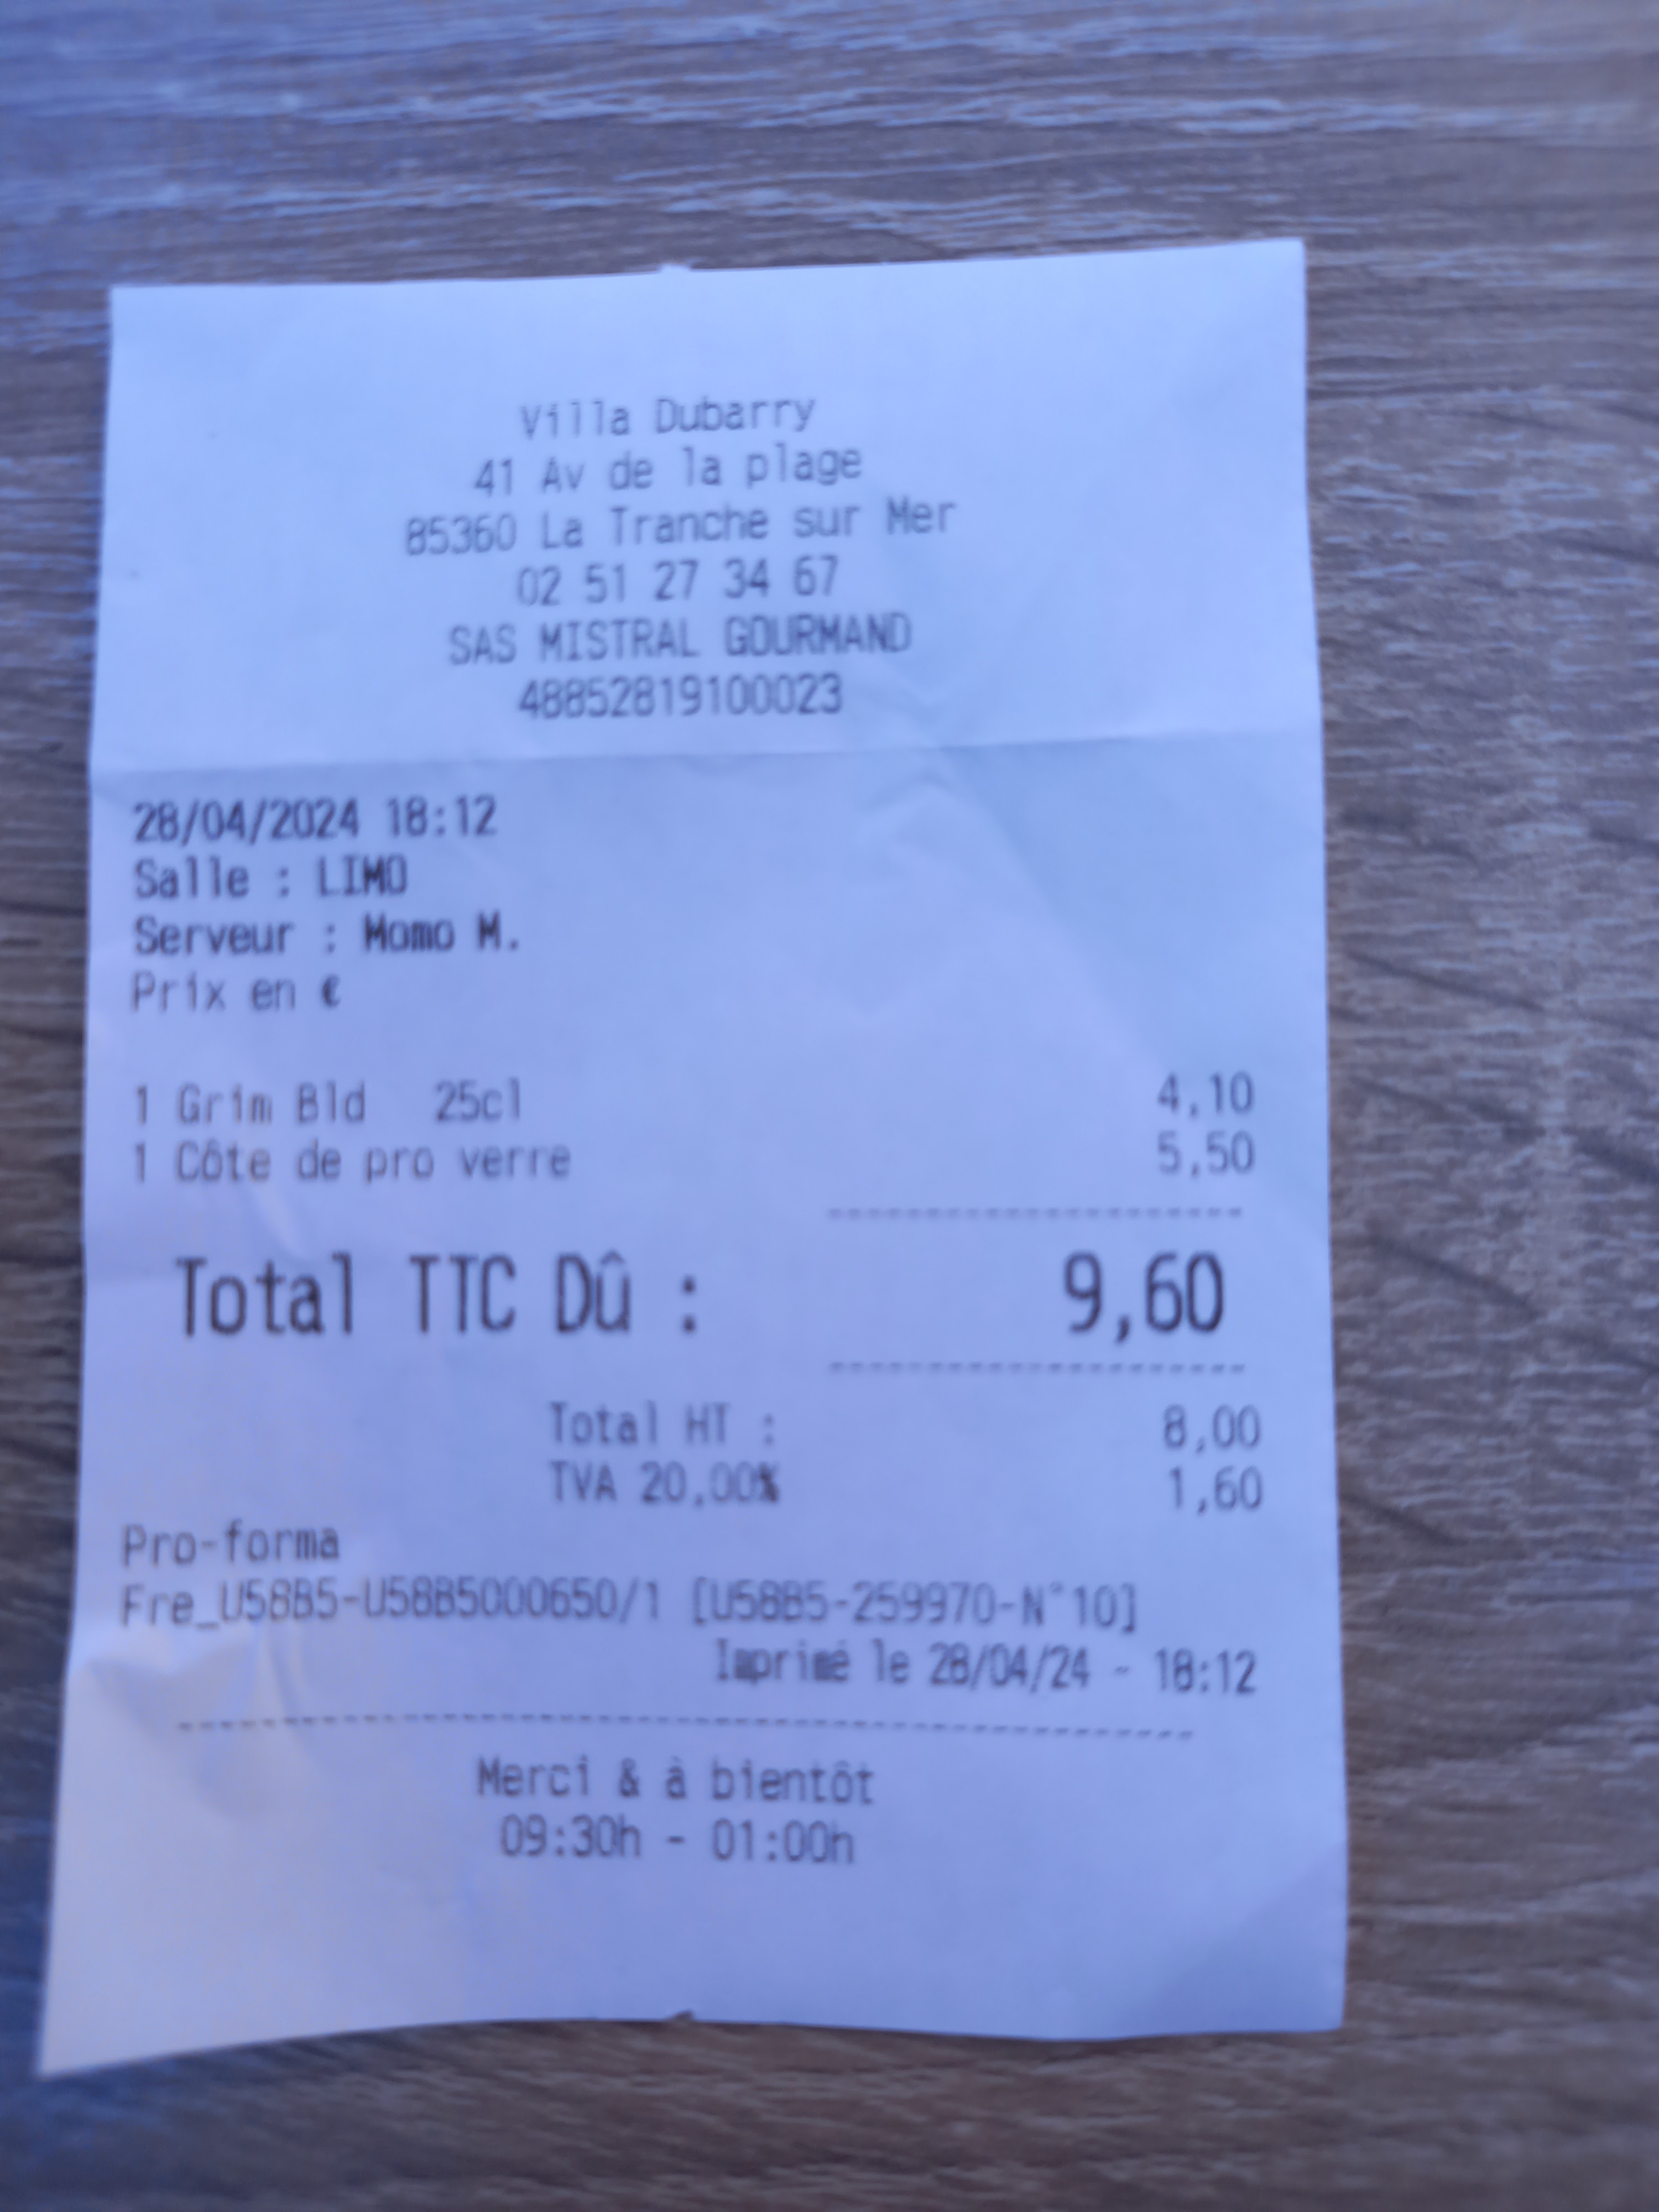 Villa Dubarry
41 Av de la plage
85360 La Tranche sur Mer
02 51 27 34 67
SAS MISTRAL GOURMAND
48852819100023
28/04/2024 18:12
Salle : LIMO
Serveur : Momo M.
Prix en €
1 Grim Bld 25cl 4,10
1 Côte de pro verre 5,50
Total TTC Dû : 9,60
Total HT : 8,00
TVA 20,00% 1,60
Pro-forma
Fre_U58B5-U58B5000650/1 [U58B5-259970-N°10]
Imprimé le 28/04/24 - 18:12
Merci & à bientôt
09:30h - 01:00h